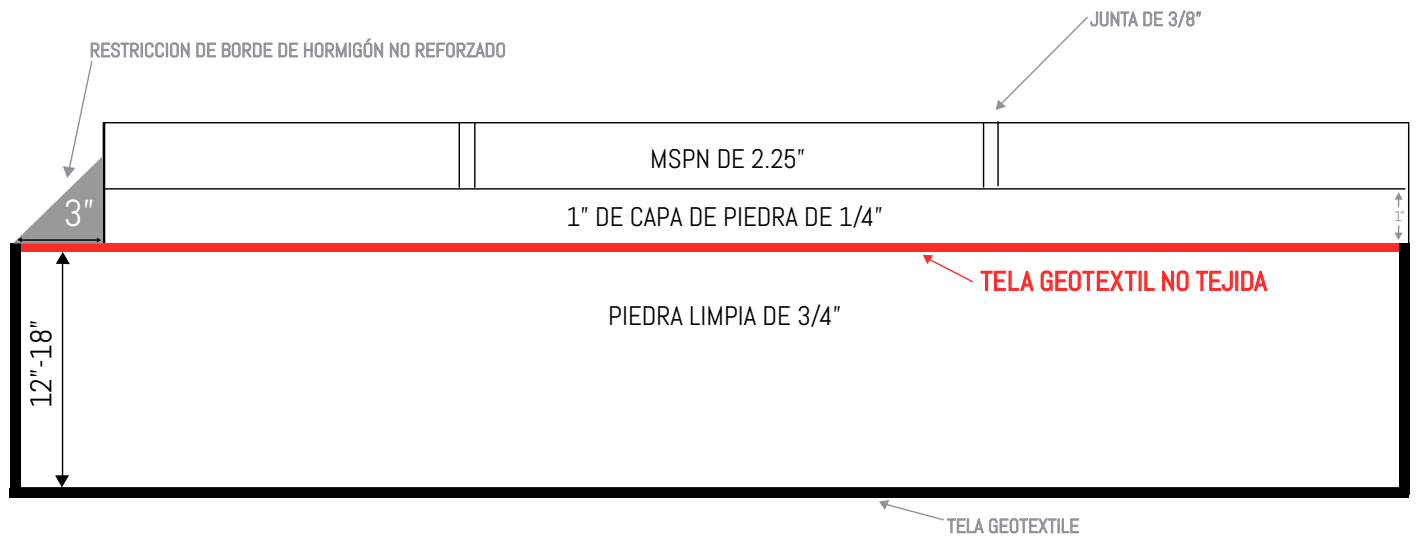 JUNTA DE 3/8"
RESTRICCION DE BORDE DE HORMIGÓN NO REFORZADO
MSPN DE 2.25"
3"
1" DE CAPA DE PIEDRA DE 1/4"
1"
TELA GEOTEXTIL NO TEJIDA
PIEDRA LIMPIA DE 3/4"
12"-18"
TELA GEOTEXTILE